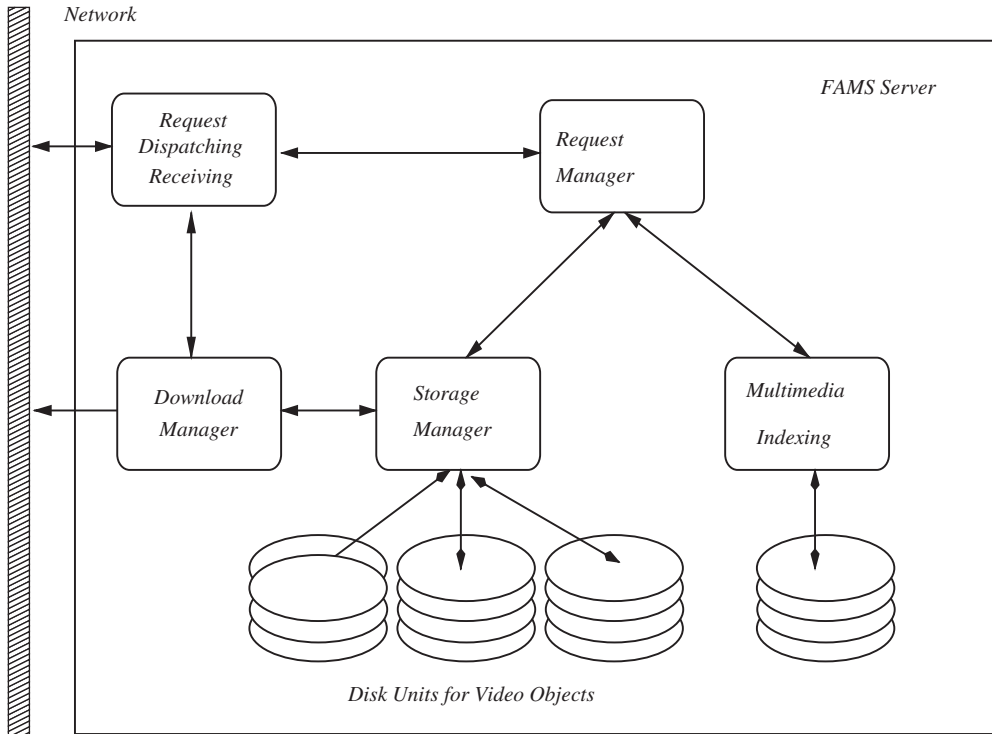 Network
FAMS Server
Request
Dispatching
Receiving
Request
Manager
Download
Manager
Storage
Manager
Multimedia
Indexing
Disk Units for Video Objects